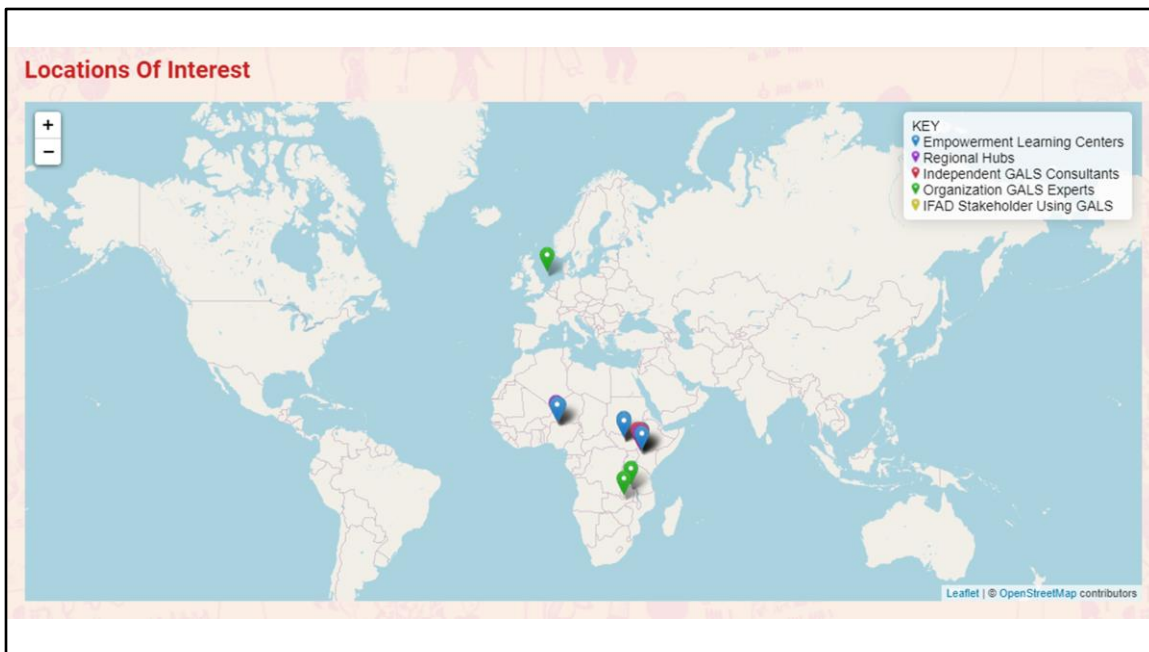 Locations Of Interest
+
−
KEY
Empowerment Learning Centers
Regional Hubs
Independent GALS Consultants
Organization GALS Experts
IFAD Stakeholder Using GALS
Leaflet | © OpenStreetMap contributors